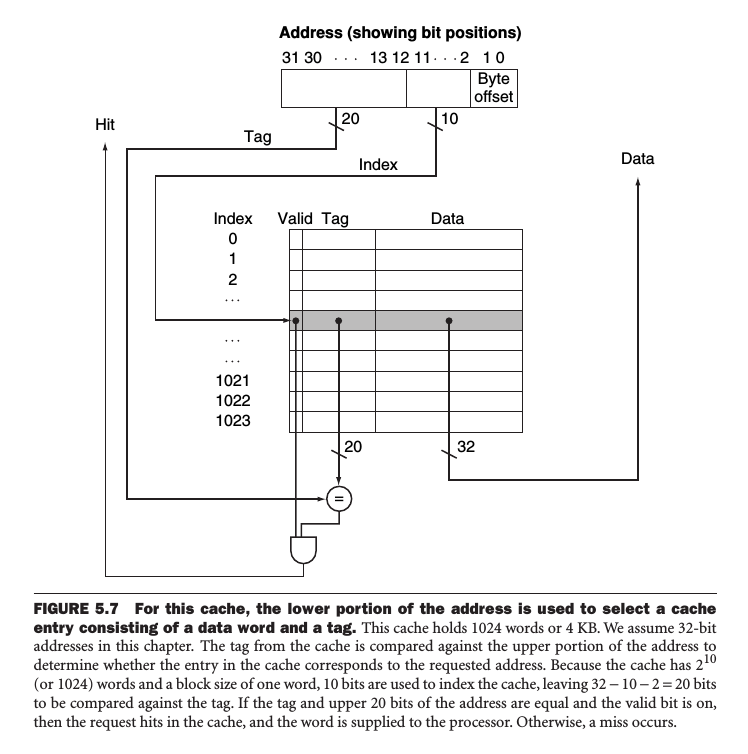 Address (showing bit positions)
31 30 · · · 13 12 11 · · · 2 1 0
Byte
offset
20
10
Hit
Tag
Data
Index
Index Valid Tag Data
0
1
2
...
...
...
1021
1022
1023
20
32
=
FIGURE 5.7 For this cache, the lower portion of the address is used to select a cache
entry consisting of a data word and a tag. This cache holds 1024 words or 4 KB. We assume 32-bit
addresses in this chapter. The tag from the cache is compared against the upper portion of the address to
determine whether the entry in the cache corresponds to the requested address. Because the cache has 2¹⁰
(or 1024) words and a block size of one word, 10 bits are used to index the cache, leaving 32 − 10 − 2 = 20 bits
to be compared against the tag. If the tag and upper 20 bits of the address are equal and the valid bit is on,
then the request hits in the cache, and the word is supplied to the processor. Otherwise, a miss occurs.